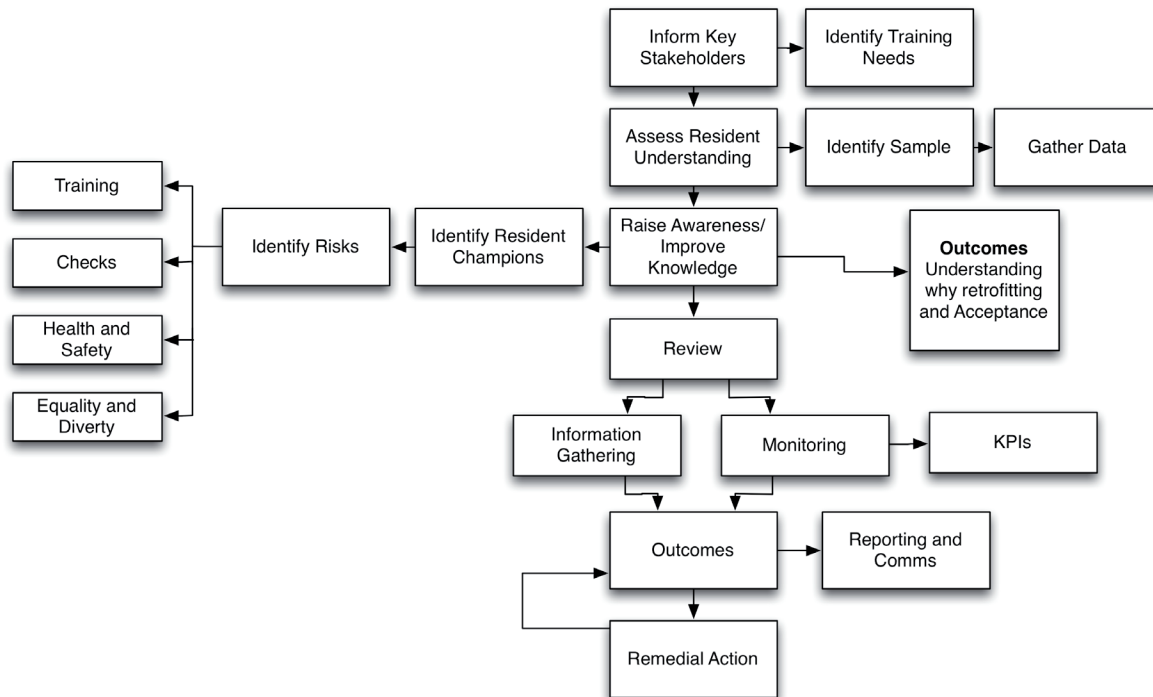 Inform Key
Stakeholders
Identify Training
Needs
Assess Resident
Understanding
Identify Sample
Gather Data
Training
Checks
Health and
Safety
Equality and
Diverty
Identify Risks
Identify Resident
Champions
Raise Awareness/
Improve
Knowledge
Outcomes
Understanding
why retrofitting
and Acceptance
Review
Information
Gathering
Monitoring
KPIs
Outcomes
Reporting and
Comms
Remedial Action